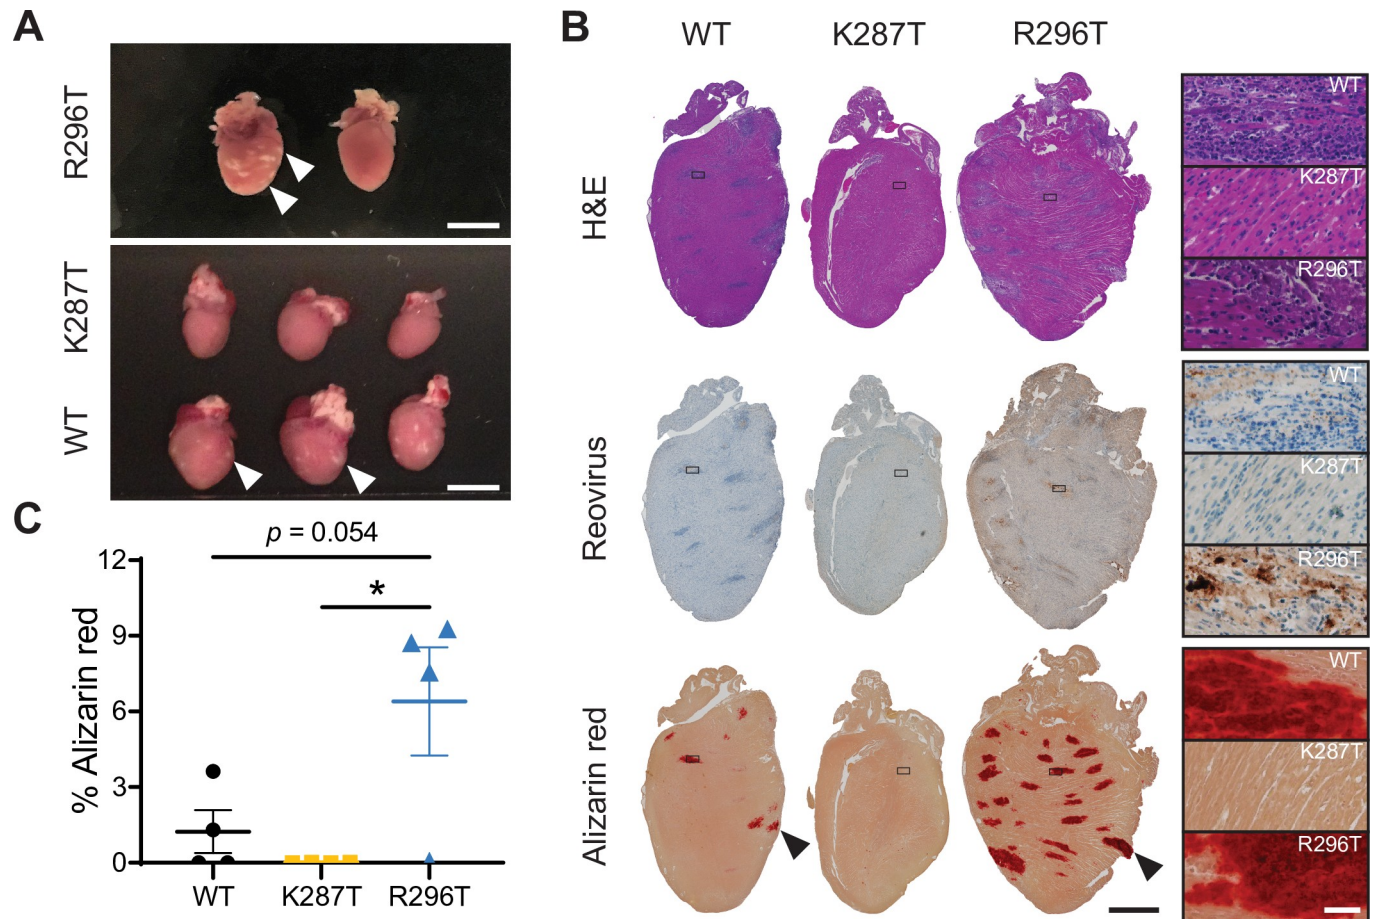 A
R296T
K287T
WT
B
WT K287T R296T
H&E
WT
K287T
R296T
Reovirus
WT
K287T
R296T
Alizarin red
WT
K287T
R296T
C
p = 0.054
*
% Alizarin red
12
9
6
3
0
WT K287T R296T